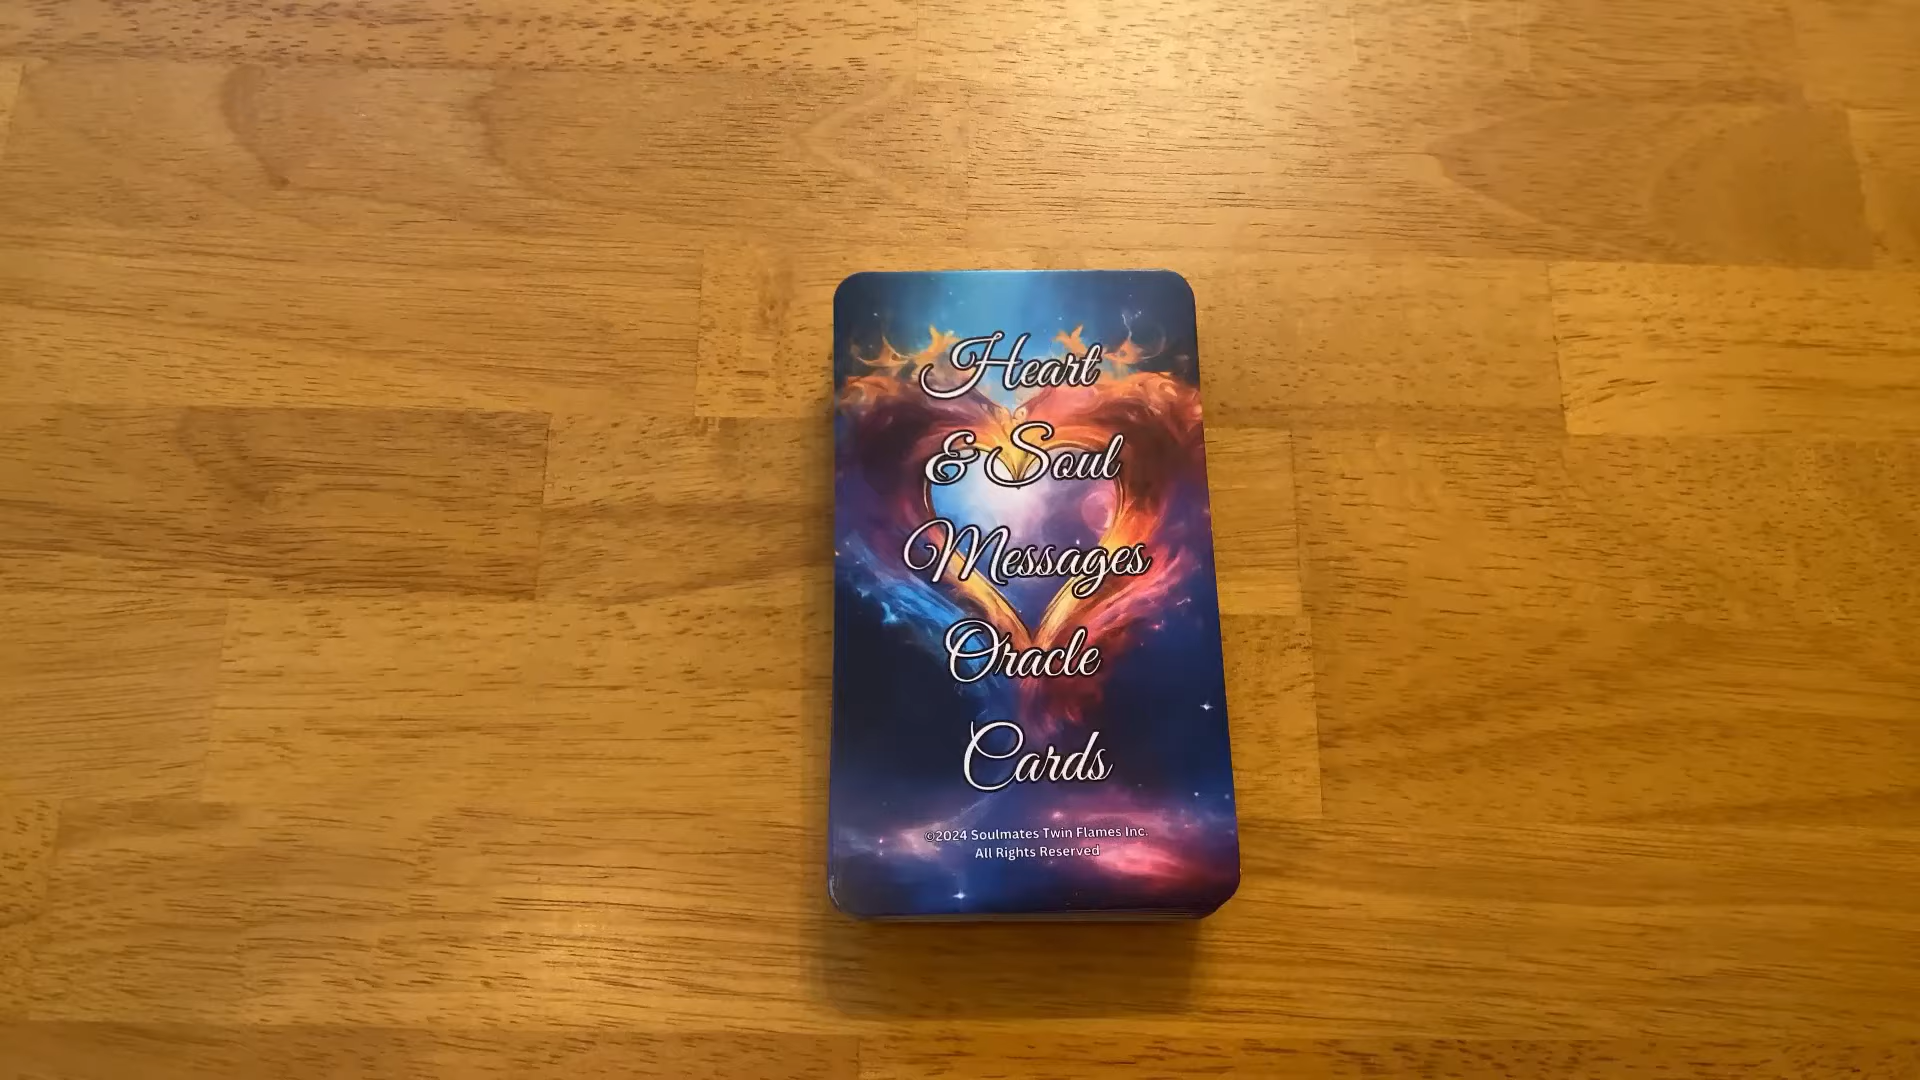 Heart
& Soul
Messages
Oracle
Cards
©2024 Soulmates Twin Flames Inc.
All Rights Reserved